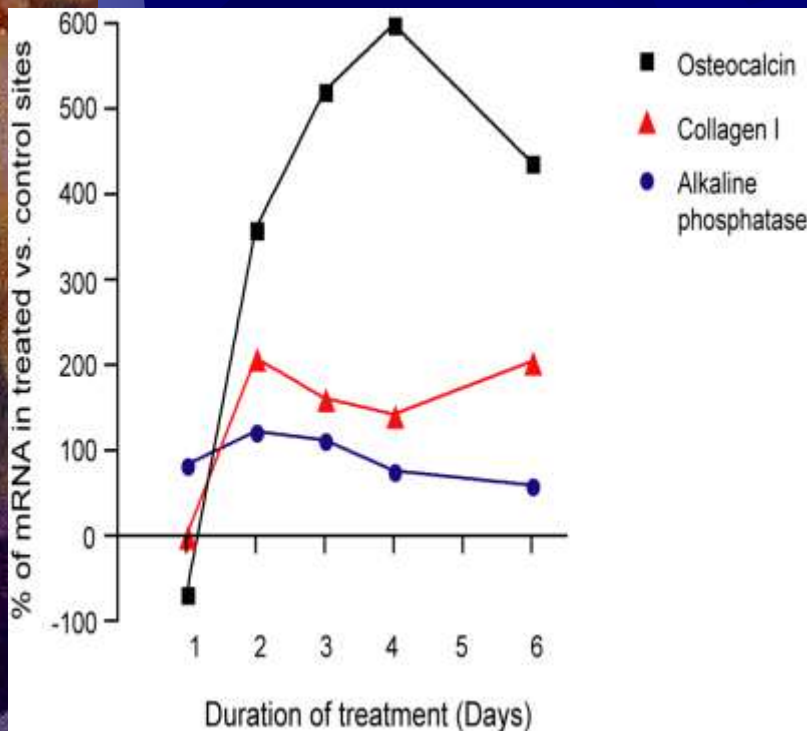 % of mRNA in treated vs. control sites
600
500
400
300
200
100
0
-100
1 2 3 4 5 6
Duration of treatment (Days)
Osteocalcin
Collagen I
Alkaline
phosphatase